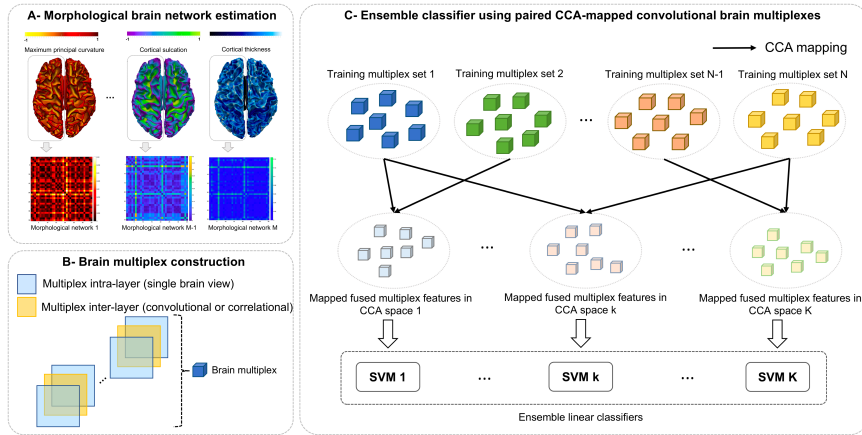 A- Morphological brain network estimation
-1 1 -1 1
Maximum principal curvature Cortical sulcation Cortical thickness
...
Morphological network 1 Morphological network M-1 Morphological network M
B- Brain multiplex construction
Multiplex intra-layer (single brain view)
Multiplex inter-layer (convolutional or correlational)
...
Brain multiplex
C- Ensemble classifier using paired CCA-mapped convolutional brain multiplexes
CCA mapping
Training multiplex set 1 Training multiplex set 2 Training multiplex set N-1 Training multiplex set N
...
... ...
Mapped fused multiplex features in Mapped fused multiplex features in Mapped fused multiplex features in
CCA space 1 CCA space k CCA space K
SVM 1 ... SVM k ... SVM K
Ensemble linear classifiers